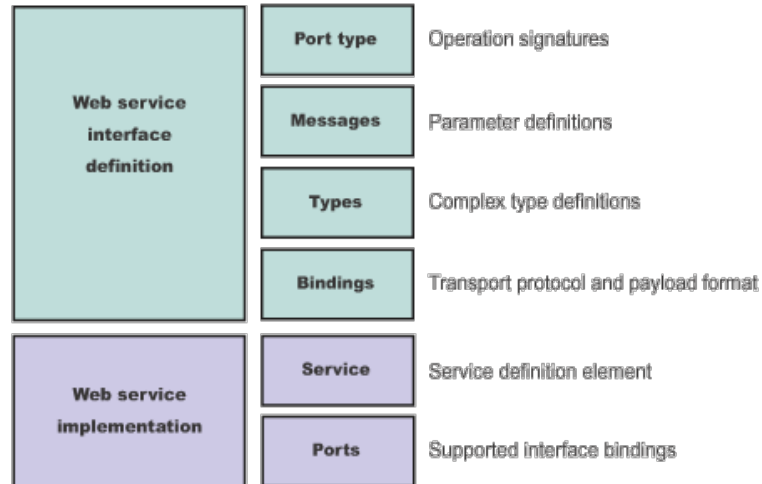 Web service
interface
definition
Port type
Operation signatures
Messages
Parameter definitions
Types
Complex type definitions
Bindings
Transport protocol and payload format
Web service
implementation
Service
Service definition element
Ports
Supported interface bindings